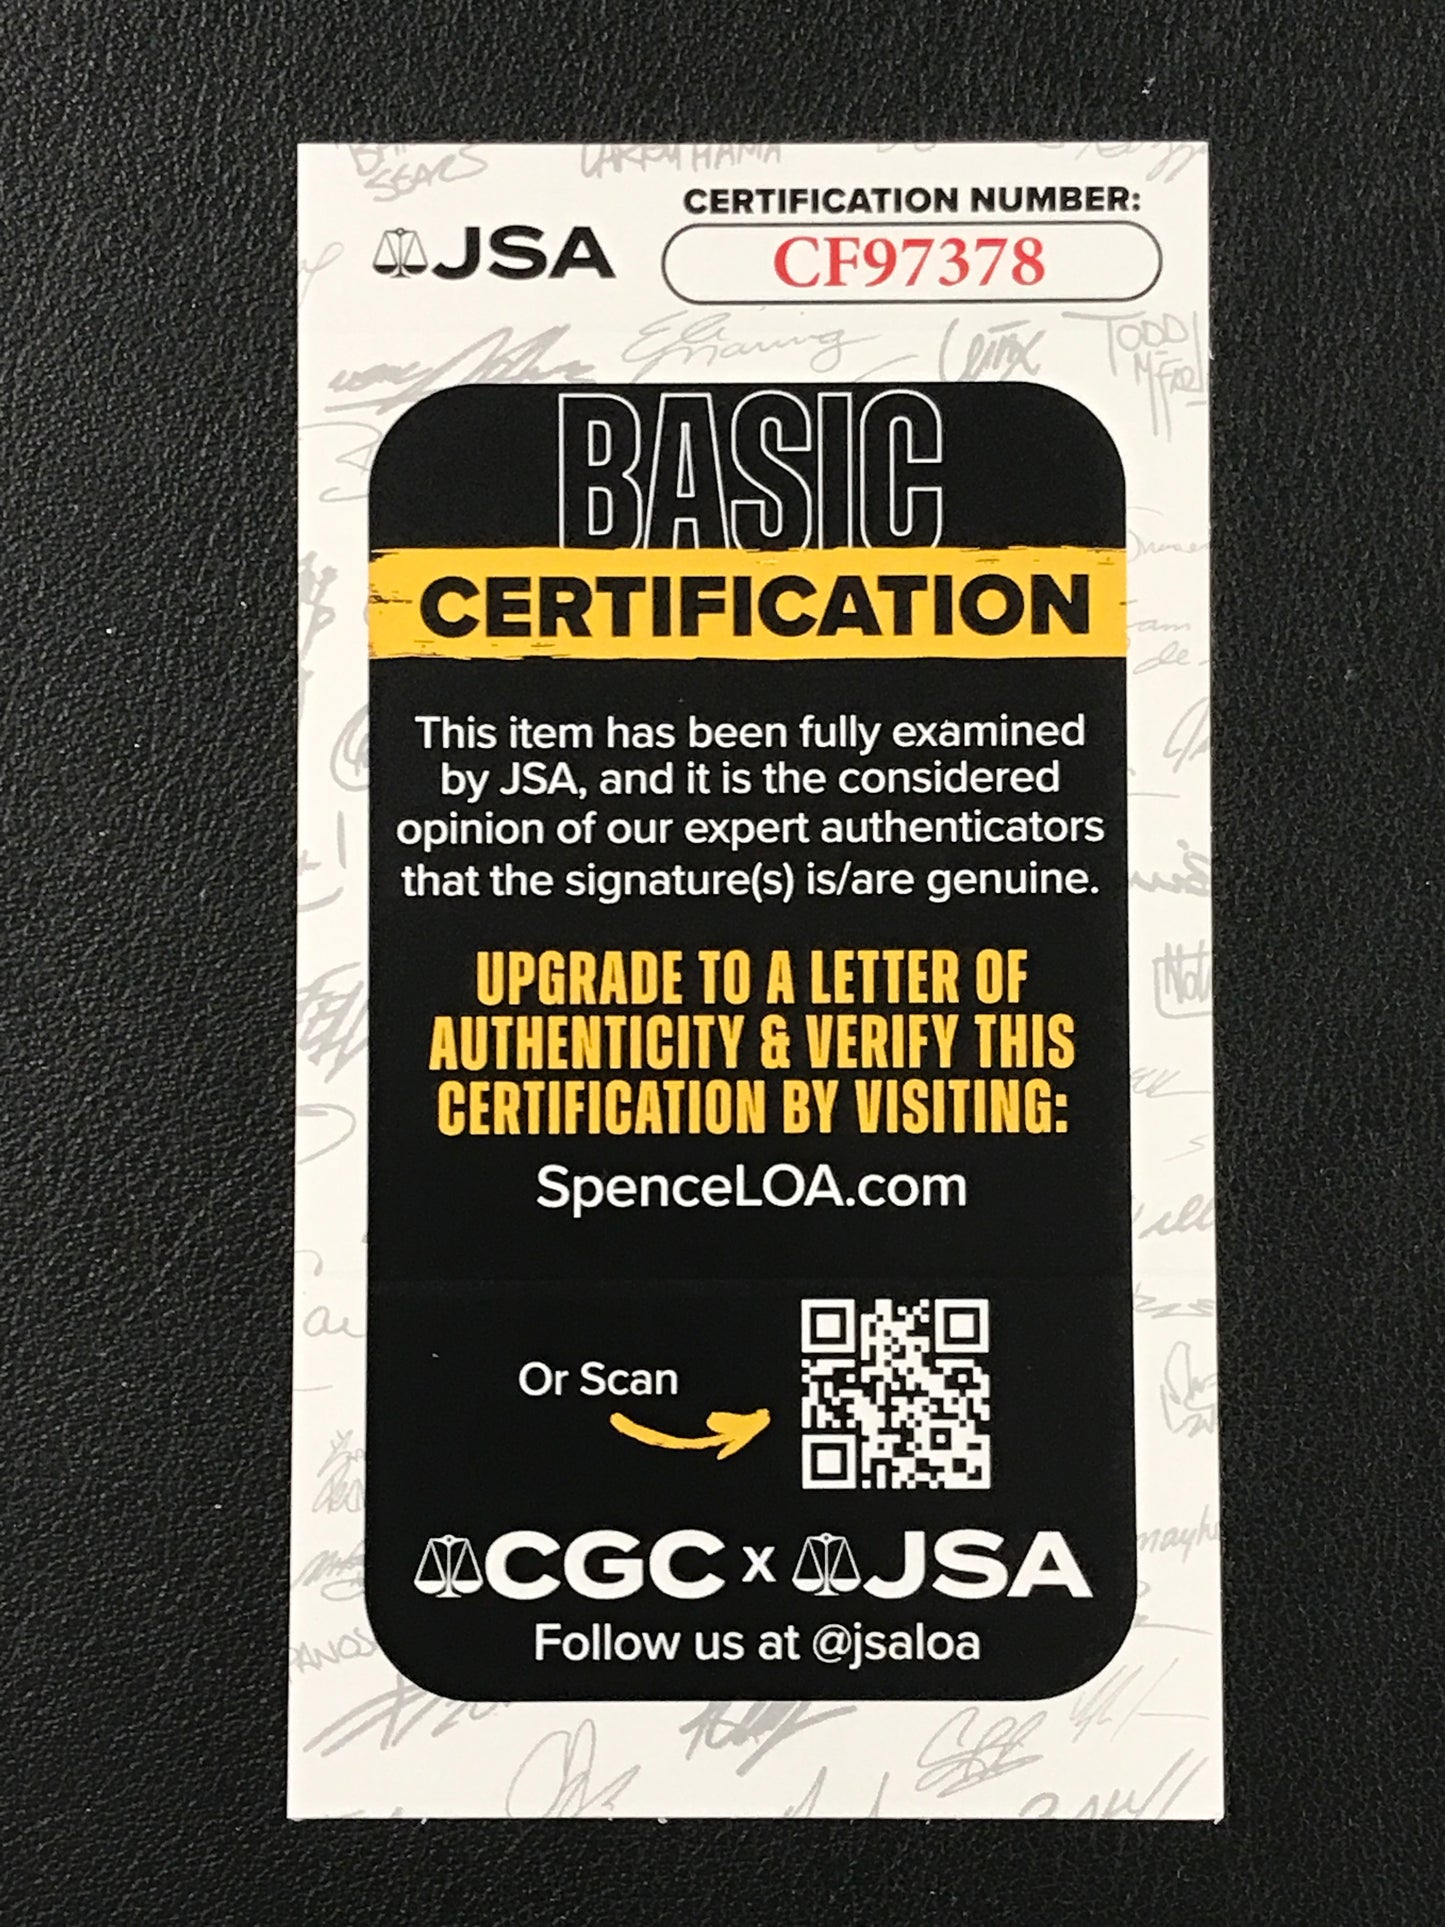 JSA
CERTIFICATION NUMBER:
CF97378
BASIC
CERTIFICATION
This item has been fully examined
by JSA, and it is the considered
opinion of our expert authenticators
that the signature(s) is/are genuine.
UPGRADE TO A LETTER OF
AUTHENTICITY & VERIFY THIS
CERTIFICATION BY VISITING:
SpenceLOA.com
Or Scan
CGC x JSA
Follow us at @jsaloa